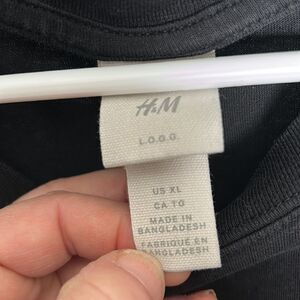 H&M
L.O.G.G.
US XL
CA TG
MADE IN
BANGLADESH
FABRIQUÉ EN
BANGLADESH